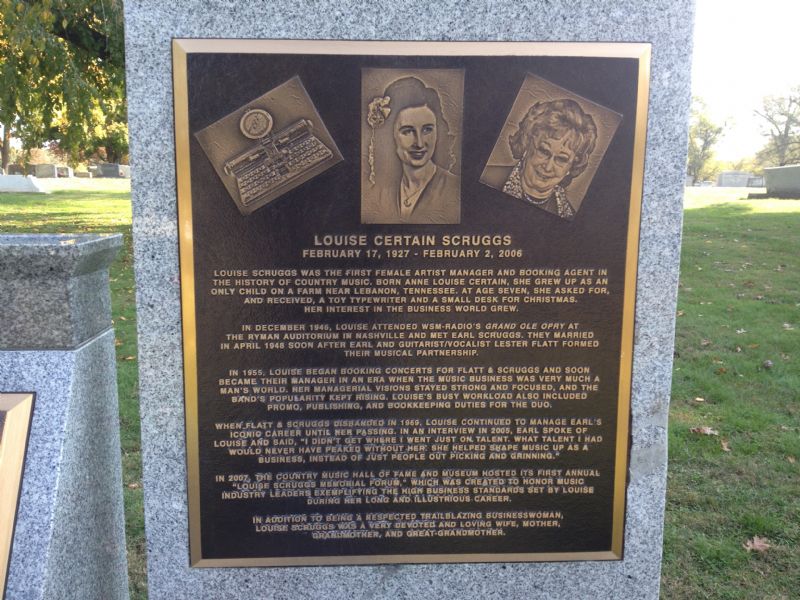 LOUISE CERTAIN SCRUGGS
FEBRUARY 17, 1927 - FEBRUARY 2, 2006
LOUISE SCRUGGS WAS THE FIRST FEMALE ARTIST MANAGER AND BOOKING AGENT IN
THE HISTORY OF COUNTRY MUSIC. BORN ANNE LOUISE CERTAIN, SHE GREW UP AS AN
ONLY CHILD ON A FARM NEAR LEBANON, TENNESSEE. AT AGE SEVEN, SHE ASKED FOR,
AND RECEIVED, A TOY TYPEWRITER AND A SMALL DESK FOR CHRISTMAS.
HER INTEREST IN THE BUSINESS WORLD GREW.
IN DECEMBER 1946, LOUISE ATTENDED WSM-RADIO'S GRAND OLE OPRY AT
THE RYMAN AUDITORIUM IN NASHVILLE AND MET EARL SCRUGGS. THEY MARRIED
IN APRIL 1948 SOON AFTER EARL AND GUITARIST/VOCALIST LESTER FLATT FORMED
THEIR MUSICAL PARTNERSHIP.
IN 1955, LOUISE BEGAN BOOKING CONCERTS FOR FLATT & SCRUGGS AND SOON
BECAME THEIR MANAGER IN AN ERA WHEN THE MUSIC BUSINESS WAS VERY MUCH A
MAN'S WORLD. HER MANAGERIAL VISIONS STAYED STRONG AND FOCUSED, AND THE
BAND'S POPULARITY KEPT RISING. LOUISE'S BUSY WORKLOAD ALSO INCLUDED
PROMO, PUBLISHING, AND BOOKKEEPING DUTIES FOR THE DUO.
WHEN FLATT & SCRUGGS DISBANDED IN 1969, LOUISE CONTINUED TO MANAGE EARL'S
ICONIC CAREER UNTIL HER PASSING. IN AN INTERVIEW IN 2005, EARL SPOKE OF
LOUISE AND SAID, "I DIDN'T GET WHERE I WENT JUST ON TALENT. WHAT TALENT I HAD
WOULD NEVER HAVE PEAKED WITHOUT HER. SHE HELPED SHAPE MUSIC UP AS A
BUSINESS, INSTEAD OF JUST PEOPLE OUT PICKING AND GRINNING."
IN 2007, THE COUNTRY MUSIC HALL OF FAME AND MUSEUM HOSTED ITS FIRST ANNUAL
"LOUISE SCRUGGS MEMORIAL FORUM," WHICH WAS CREATED TO HONOR MUSIC
INDUSTRY LEADERS EXEMPLIFYING THE HIGH BUSINESS STANDARDS SET BY LOUISE
DURING HER LONG AND ILLUSTRIOUS CAREER.
IN ADDITION TO BEING A RESPECTED TRAILBLAZING BUSINESSWOMAN,
LOUISE SCRUGGS WAS A VERY DEVOTED AND LOVING WIFE, MOTHER,
GRANDMOTHER, AND GREAT-GRANDMOTHER.